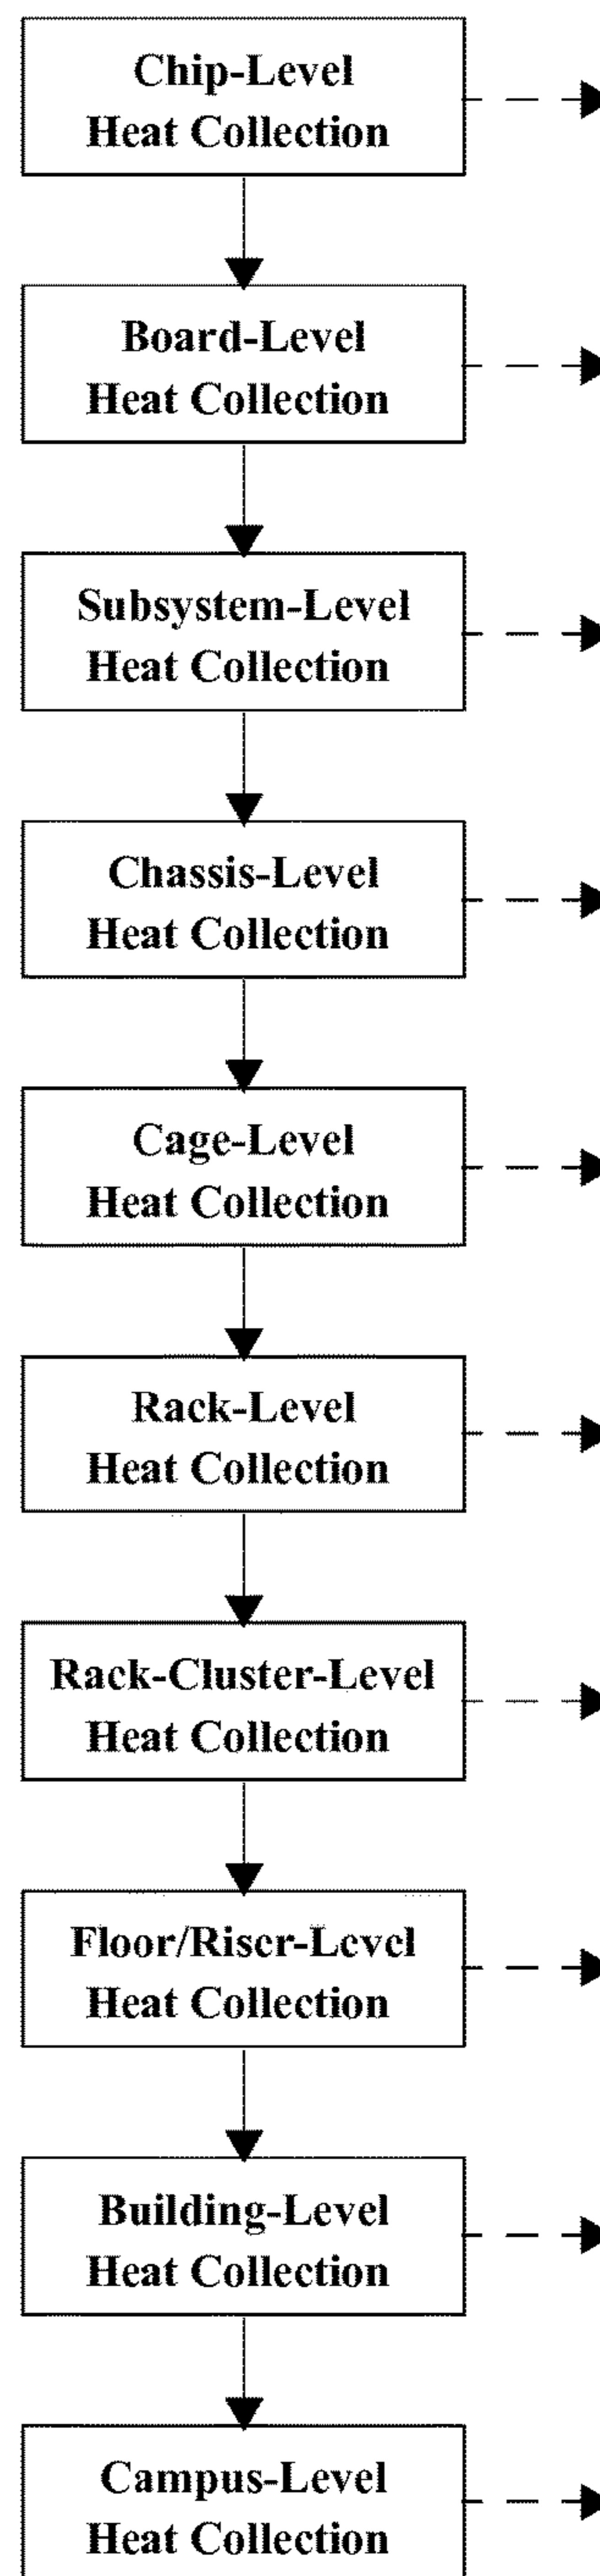 Chip-Level
Heat Collection
Board-Level
Heat Collection
Subsystem-Level
Heat Collection
Chassis-Level
Heat Collection
Cage-Level
Heat Collection
Rack-Level
Heat Collection
Rack-Cluster-Level
Heat Collection
Floor/Riser-Level
Heat Collection
Building-Level
Heat Collection
Campus-Level
Heat Collection